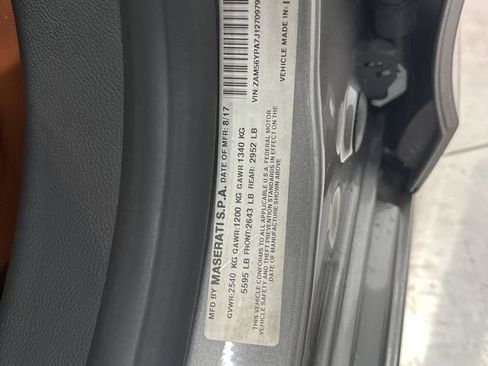 MFD BY MASERATI S.P.A. DATE OF MFR: 8/17
GVWR:2540 KG GAWR:1200 KG GAWR:1340 KG
5595 LB FRONT:2643 LB REAR: 2952 LB
THIS VEHICLE CONFORMS TO ALL APPLICABLE U.S.A. FEDERAL MOTOR
VEHICLE SAFETY AND THEFT PREVENTION STANDARDS IN EFFECT ON THE
DATE OF MANUFACTURE SHOWN ABOVE
VIN:ZAM56YPA7J1270979
VEHICLE MADE IN: